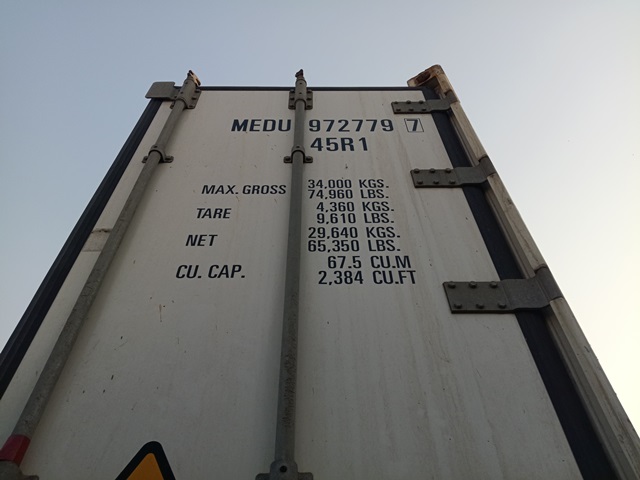 MEDU 972779 7
45R1
MAX. GROSS 34,000 KGS.
74,960 LBS.
TARE 4,360 KGS.
9,610 LBS.
NET 29,640 KGS.
65,350 LBS.
CU. CAP. 67.5 CU.M
2,384 CU.FT